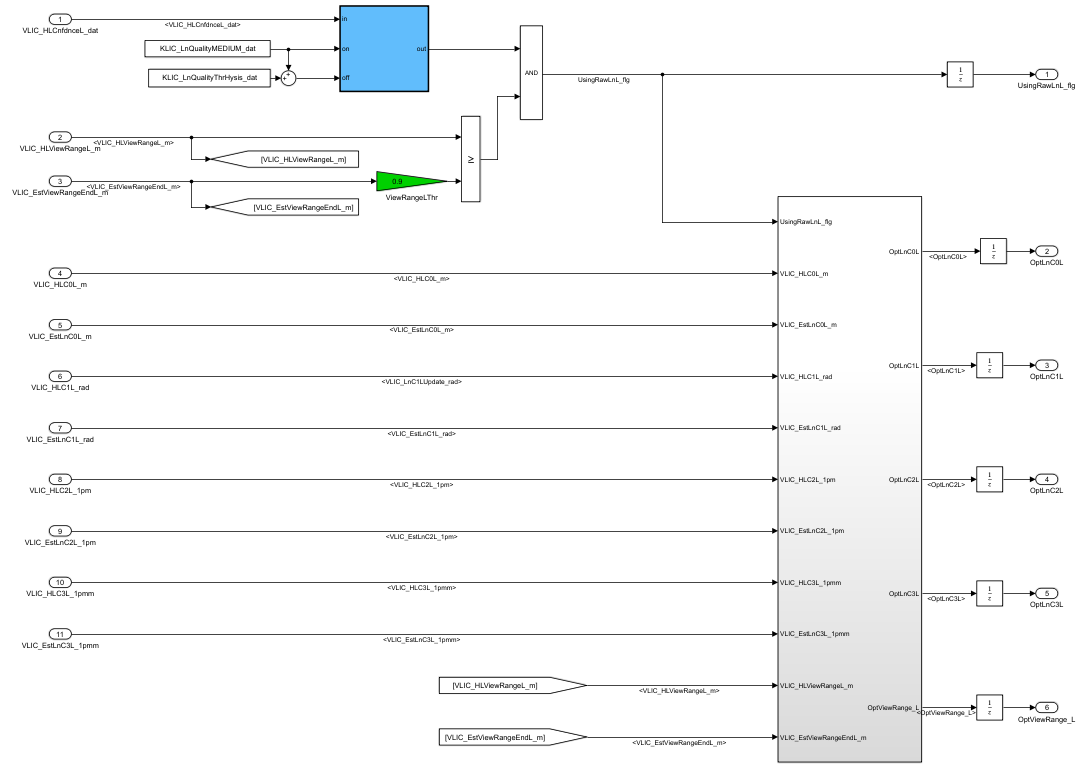 1
VLIC_HLCnfdnceL_dat
<VLIC_HLCnfdnceL_dat>
in
on
off
out
KLIC_LnQualityMEDIUM_dat
KLIC_LnQualityThrHysis_dat
+
+
AND
UsingRawLnL_flg
1
z
1
UsingRawLnL_flg
2
VLIC_HLViewRangeL_m
<VLIC_HLViewRangeL_m>
[VLIC_HLViewRangeL_m]
≥
3
VLIC_EstViewRangeEndL_m
<VLIC_EstViewRangeEndL_m>
0.9
ViewRangeLThr
[VLIC_EstViewRangeEndL_m]
UsingRawLnL_flg
OptLnC0L
<OptLnC0L>
1
z
2
OptLnC0L
4
VLIC_HLC0L_m
<VLIC_HLC0L_m>
VLIC_HLC0L_m
5
VLIC_EstLnC0L_m
<VLIC_EstLnC0L_m>
VLIC_EstLnC0L_m
OptLnC1L
<OptLnC1L>
1
z
3
OptLnC1L
6
VLIC_HLC1L_rad
<VLIC_LnC1LUpdate_rad>
VLIC_HLC1L_rad
7
VLIC_EstLnC1L_rad
<VLIC_EstLnC1L_rad>
VLIC_EstLnC1L_rad
8
VLIC_HLC2L_1pm
<VLIC_HLC2L_1pm>
VLIC_HLC2L_1pm
OptLnC2L
<OptLnC2L>
1
z
4
OptLnC2L
9
VLIC_EstLnC2L_1pm
<VLIC_EstLnC2L_1pm>
VLIC_EstLnC2L_1pm
10
VLIC_HLC3L_1pmm
<VLIC_HLC3L_1pmm>
VLIC_HLC3L_1pmm
OptLnC3L
<OptLnC3L>
1
z
5
OptLnC3L
11
VLIC_EstLnC3L_1pmm
<VLIC_EstLnC3L_1pmm>
VLIC_EstLnC3L_1pmm
[VLIC_HLViewRangeL_m]
<VLIC_HLViewRangeL_m>
VLIC_HLViewRangeL_m
OptViewRange_L
<OptViewRange_L>
1
z
6
OptViewRange_L
[VLIC_EstViewRangeEndL_m]
<VLIC_EstViewRangeEndL_m>
VLIC_EstViewRangeEndL_m